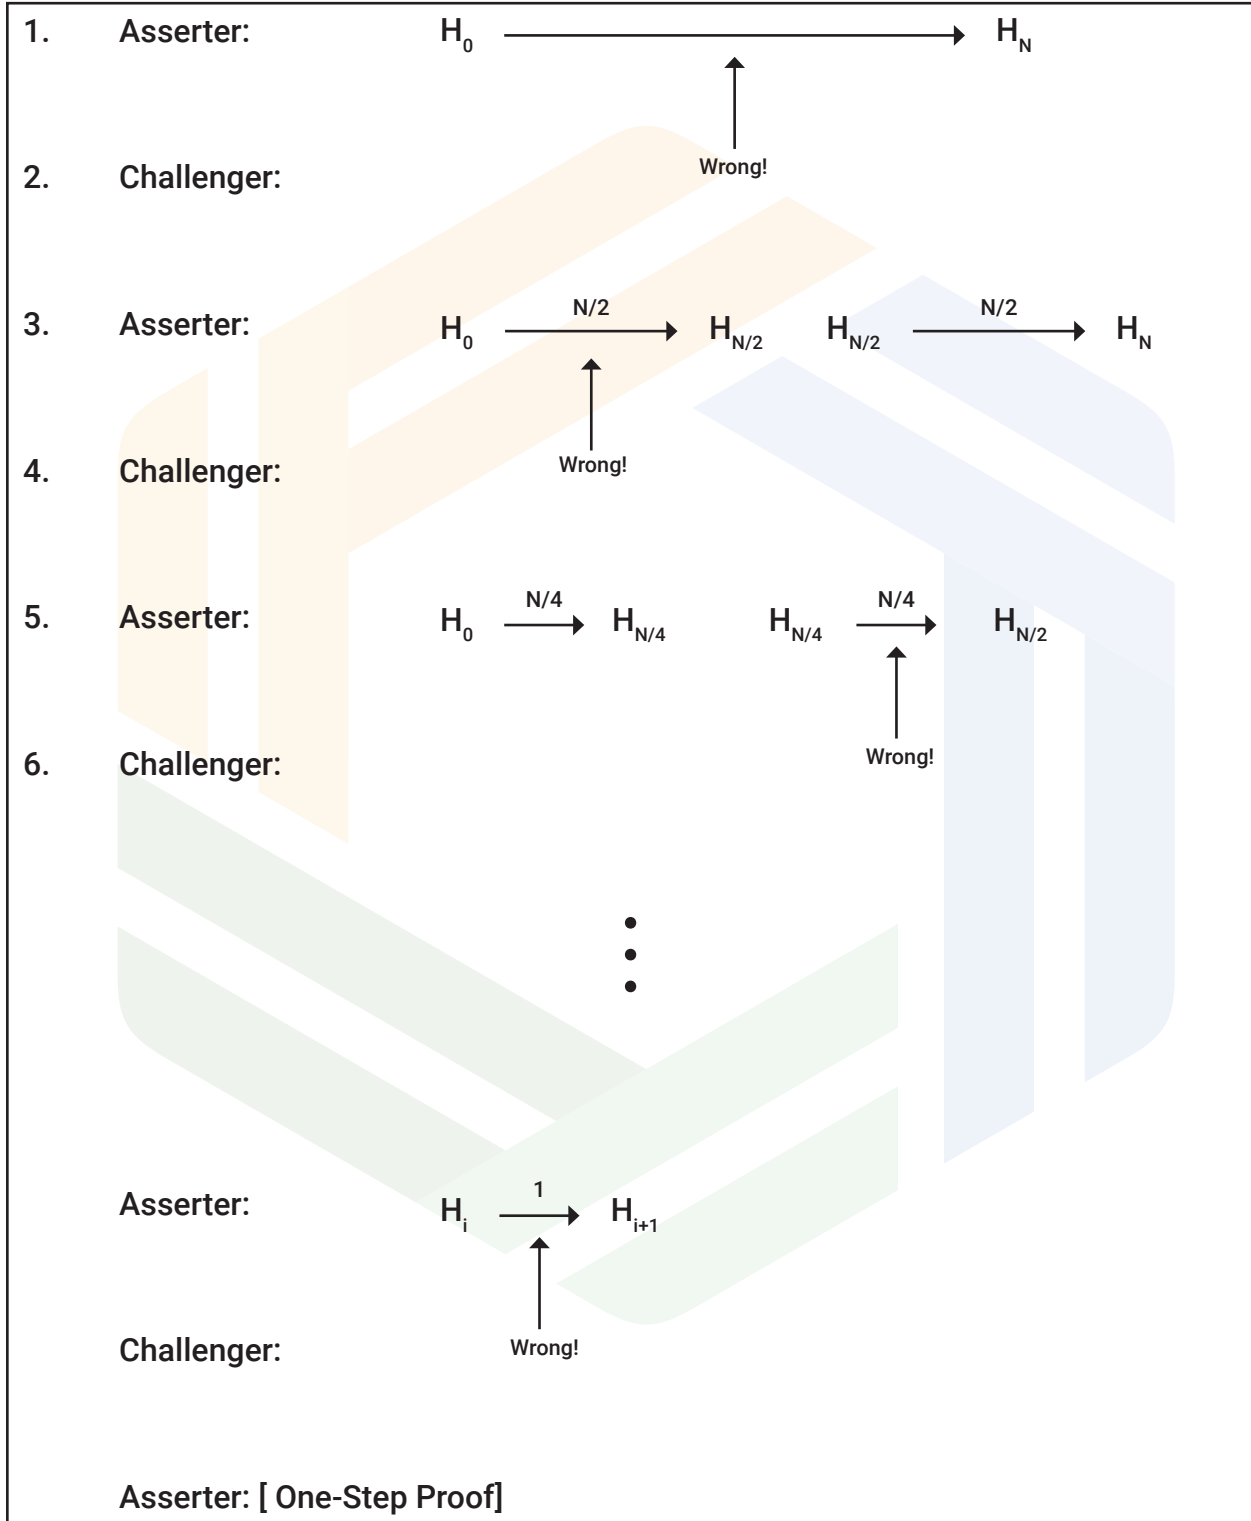 1. Asserter: H0 HN
Wrong!
2. Challenger:
N/2 N/2
3. Asserter: H0 HN/2 HN/2 HN
Wrong!
4. Challenger:
N/4 N/4
5. Asserter: H0 HN/4 HN/4 HN/2
Wrong!
6. Challenger:
1
Asserter: Hi Hi+1
Wrong!
Challenger:
Asserter: [ One-Step Proof]